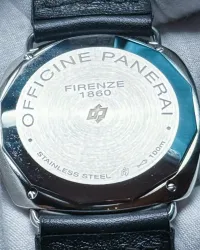 OFFICINE PANERAI
FIRENZE
1860
STAINLESS STEEL
100m